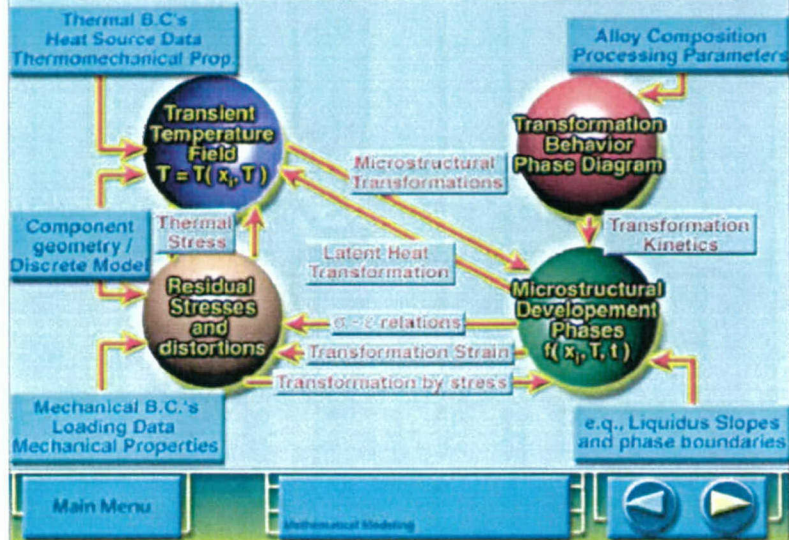 Thermal B.C's
Heat Source Data
Thermomechanical Prop.
Alloy Composition
Processing Parameters
Transient
Temperature
Field
T = T( xᵢ, T )
Transformation
Behavior
Phase Diagram
Microstructural
Transformations
Component
geometry /
Discrete Model
Thermal
Stress
Latent Heat
Transformation
Transformation
Kinetics
Residual
Stresses
and
distortions
Microstructural
Developement
Phases
f( xᵢ, T, t )
σ - ε relations
Transformation Strain
Transformation by stress
Mechanical B.C.'s
Loading Data
Mechanical Properties
e.q., Liquidus Slopes
and phase boundaries
Main Menu
Mathematical Modeling